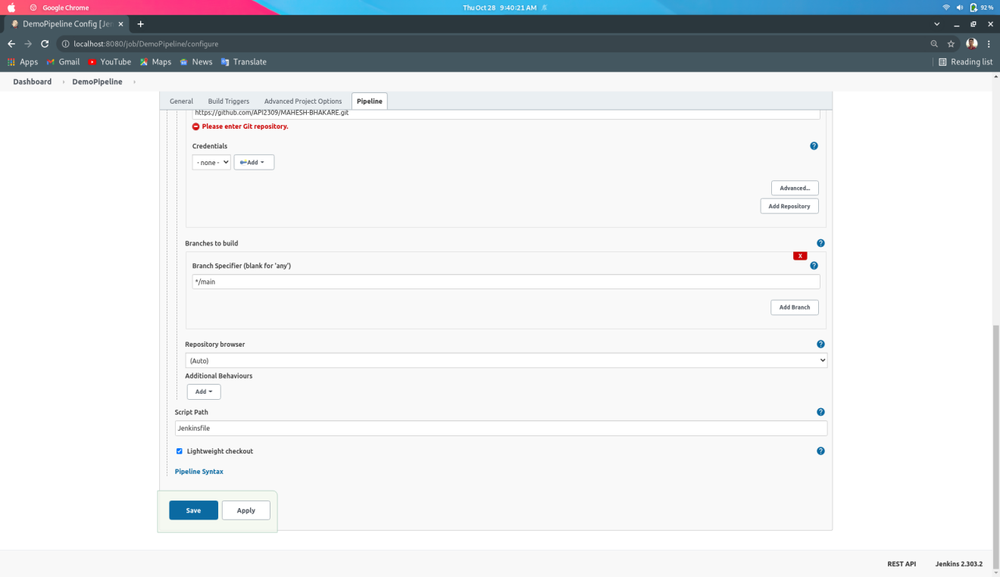 Google Chrome
Thu Oct 28 9:40:21 AM
92 %
DemoPipeline Config [Jen
localhost:8080/job/DemoPipeline/configure
Apps Gmail YouTube Maps News Translate
Reading list
Dashboard DemoPipeline
General Build Triggers Advanced Project Options Pipeline
https://github.com/API2309/MAHESH-BHAKARE.git
Please enter Git repository.
Credentials
- none - Add
Advanced...
Add Repository
Branches to build
X
Branch Specifier (blank for 'any')
*/main
Add Branch
Repository browser
(Auto)
Additional Behaviours
Add
Script Path
Jenkinsfile
Lightweight checkout
Pipeline Syntax
Save Apply
REST API Jenkins 2.303.2